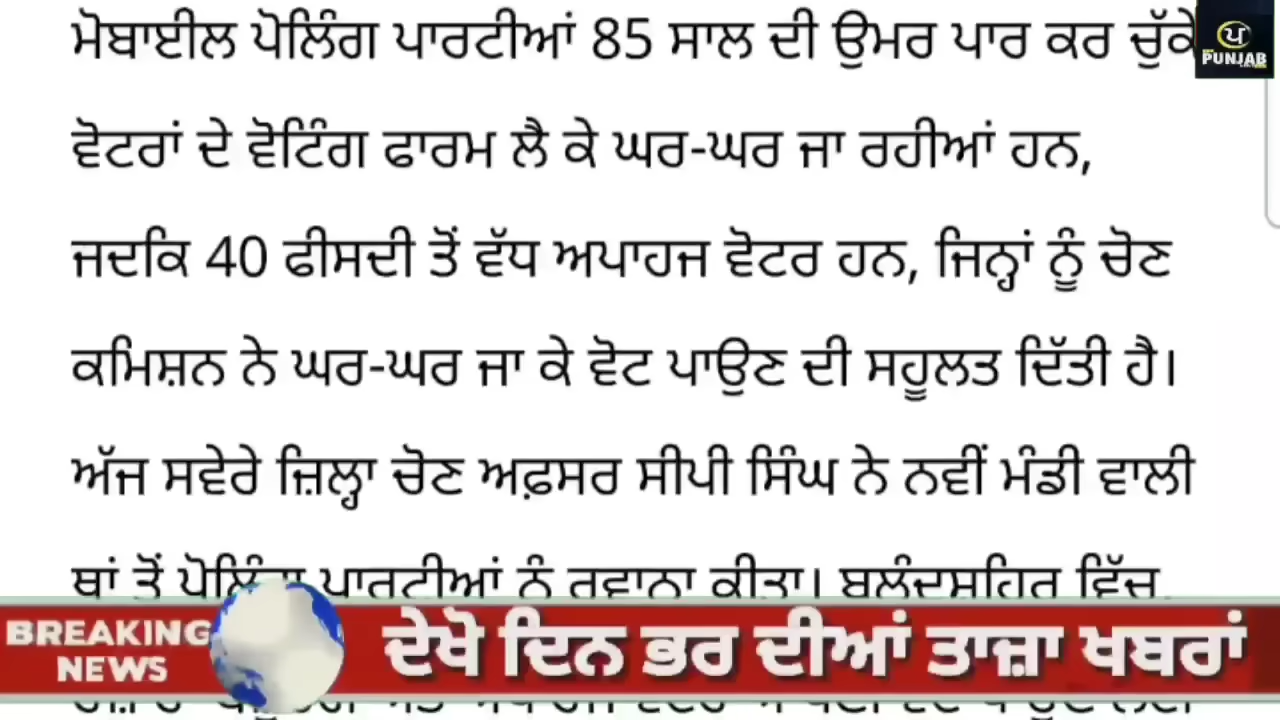 ਮੋਬਾਈਲ ਪੋਲਿੰਗ ਪਾਰਟੀਆਂ 85 ਸਾਲ ਦੀ ਉਮਰ ਪਾਰ ਕਰ ਚੁੱਕੇ
ਪ
PUNJAB
ਵੋਟਰਾਂ ਦੇ ਵੋਟਿੰਗ ਫਾਰਮ ਲੈ ਕੇ ਘਰ-ਘਰ ਜਾ ਰਹੀਆਂ ਹਨ,
ਜਦਕਿ 40 ਫੀਸਦੀ ਤੋਂ ਵੱਧ ਅਪਾਹਜ ਵੋਟਰ ਹਨ, ਜਿਨ੍ਹਾਂ ਨੂੰ ਚੋਣ
ਕਮਿਸ਼ਨ ਨੇ ਘਰ-ਘਰ ਜਾ ਕੇ ਵੋਟ ਪਾਉਣ ਦੀ ਸਹੂਲਤ ਦਿੱਤੀ ਹੈ।
ਅੱਜ ਸਵੇਰੇ ਜ਼ਿਲ੍ਹਾ ਚੋਣ ਅਫ਼ਸਰ ਸੀਪੀ ਸਿੰਘ ਨੇ ਨਵੀਂ ਮੰਡੀ ਵਾਲੀ
ਥਾਂ ਤੋਂ ਪੋਲਿੰਗ ਪਾਰਟੀਆਂ ਨੂੰ ਰਵਾਨਾ ਕੀਤਾ। ਬੁਲੰਦਸ਼ਹਿਰ ਵਿੱਚ
BREAKING
NEWS
ਦੇਖੋ ਦਿਨ ਭਰ ਦੀਆਂ ਤਾਜ਼ਾ ਖਬਰਾਂ